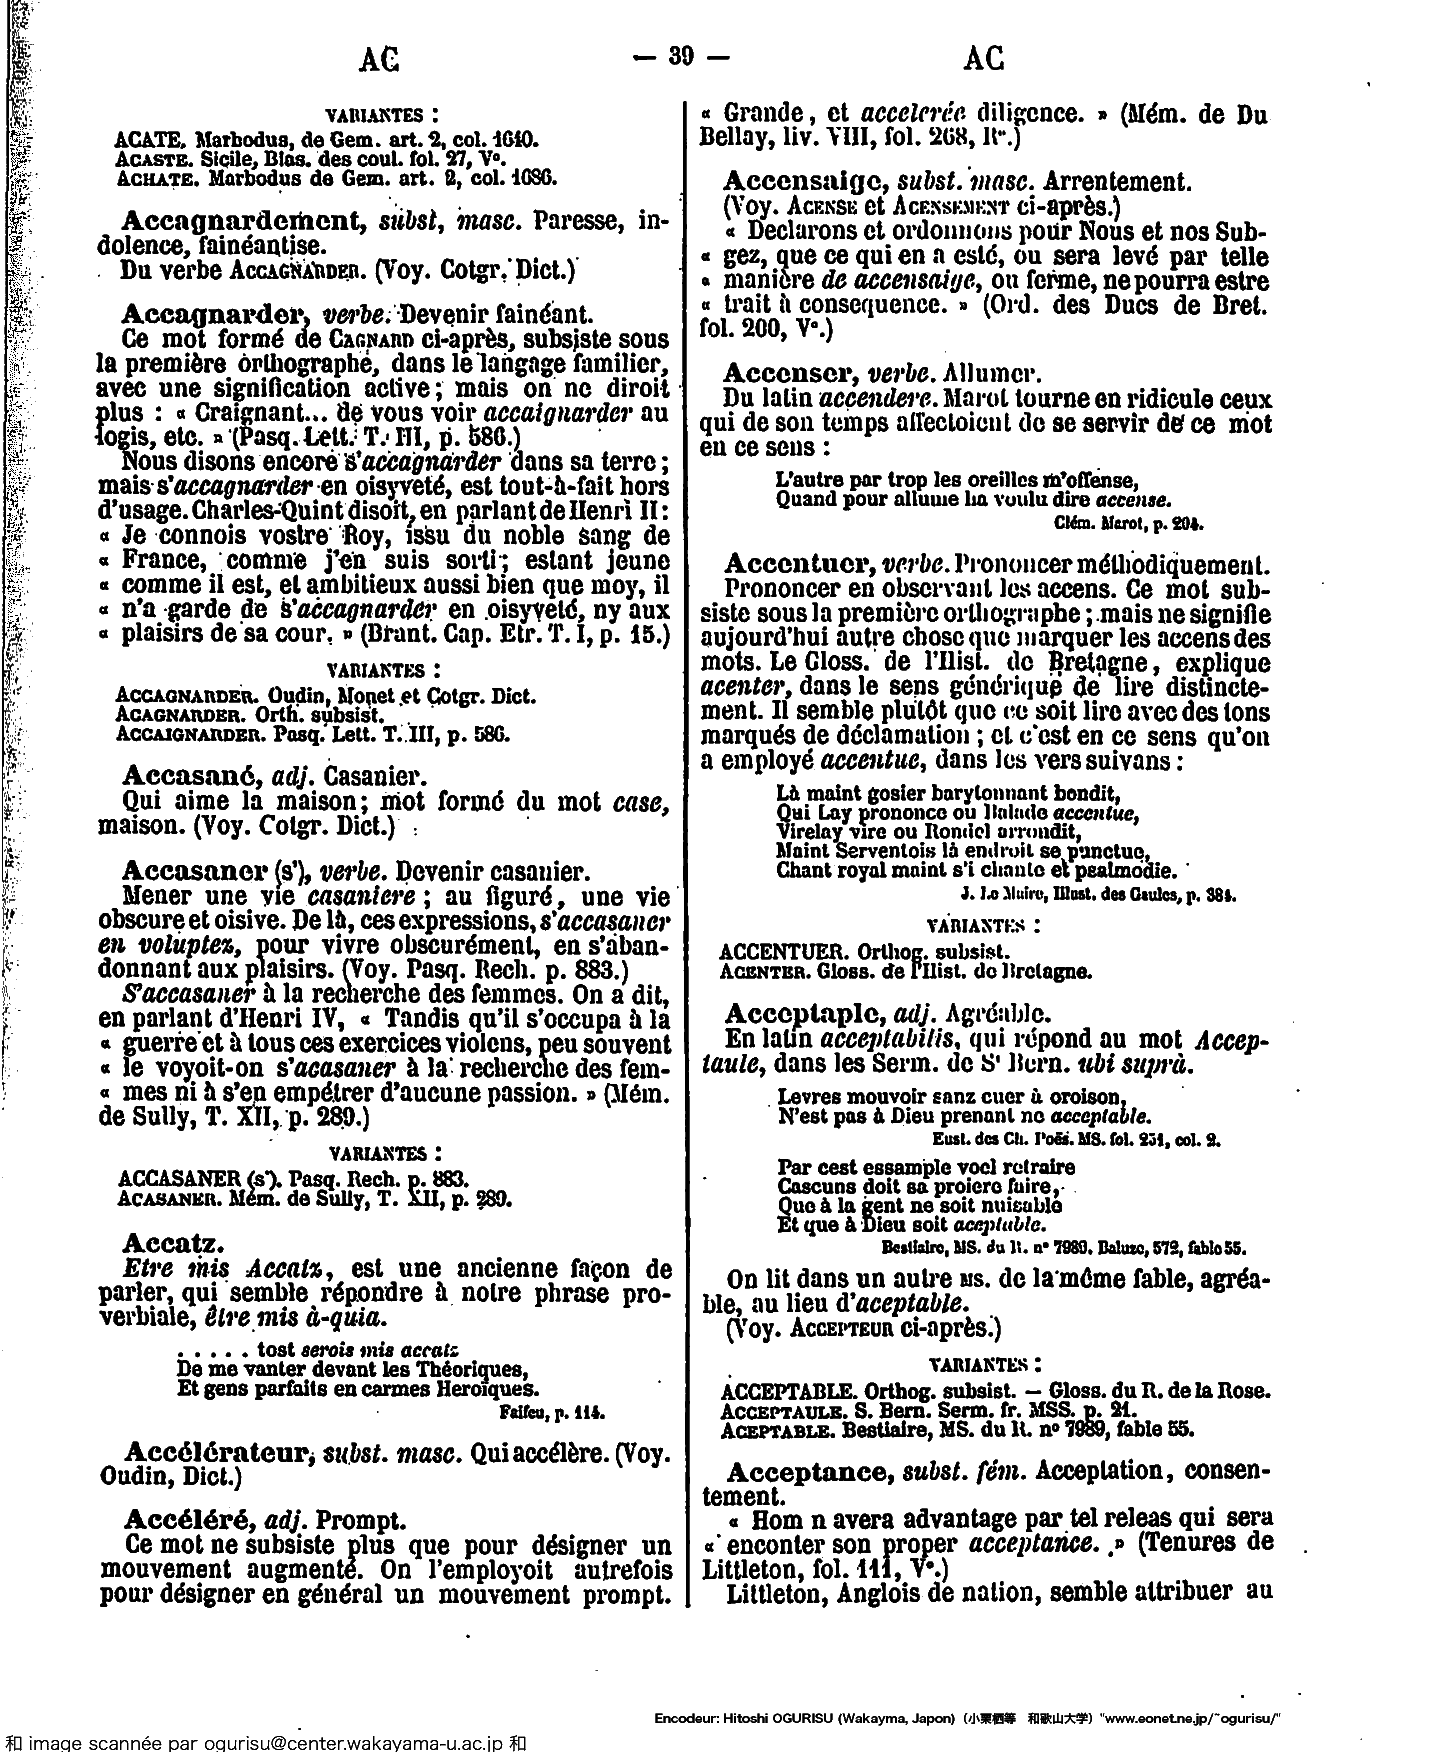 AC — 39 — AC
VARIANTES :
ACATE. Marbodus, de Gem. art. 2, col. 1640.
ACASTE. Sicile, Blas. des coul. fol. 27, V°.
ACHATE. Marbodus de Gem. art. 2, col. 1636.
Accagnardement, subst, masc. Paresse, in-
dolence, fainéantise.
Du verbe ACCAGNARDER. (Voy. Cotgr. Dict.)
Accagnarder, verbe. Devenir fainéant.
Ce mot formé de CAGNARD ci-après, subsiste sous
la première orthographe, dans le langage familier,
avec une signification active ; mais on ne diroit
plus : « Craignant... de vous voir accaignarder au
logis, etc. » (Pasq. Lett. T. III, p. 586.)
Nous disons encore s'accagnarder dans sa terre ;
mais s'accagnarder en oisyveté, est tout-à-fait hors
d'usage. Charles-Quint disoit, en parlant de Henri II :
« Je connois vostre Roy, issu du noble sang de
« France, comme j'en suis sorti ; estant jeune
« comme il est, et ambitieux aussi bien que moy, il
« n'a garde de s'accagnarder en oisyveté, ny aux
« plaisirs de sa cour. » (Brant. Cap. Etr. T. I, p. 15.)
VARIANTES :
ACCAGNARDER. Oudin, Monet et Cotgr. Dict.
ACAGNARDER. Orth. subsist.
ACCAIGNARDER. Pasq. Lett. T. III, p. 586.
Accasané, adj. Casanier.
Qui aime la maison ; mot formé du mot case,
maison. (Voy. Cotgr. Dict.)
Accasaner (s'), verbe. Devenir casanier.
Mener une vie casaniere ; au figuré, une vie
obscure et oisive. De là, ces expressions, s'accasaner
en voluptez, pour vivre obscurément, en s'aban-
donnant aux plaisirs. (Voy. Pasq. Rech. p. 883.)
S'accasaner à la recherche des femmes. On a dit,
en parlant d'Henri IV, « Tandis qu'il s'occupa à la
« guerre et à tous ces exercices violens, peu souvent
« le voyoit-on s'acasaner à la recherche des fem-
« mes ni à s'en empétrer d'aucune passion. » (Mém.
de Sully, T. XII, p. 289.)
VARIANTES :
ACCASANER (s'). Pasq. Rech. p. 883.
ACASANER. Mém. de Sully, T. XII, p. 289.
Accatz.
Etre mis Accatz, est une ancienne façon de
parler, qui semble répondre à notre phrase pro-
verbiale, être mis à-quia.
. . . . . tost serois mis accatz
De me vanter devant les Théoriques,
Et gens parfaits en carmes Heroïques.
Faifeu, p. 114.
Accélérateur, subst. masc. Qui accélère. (Voy.
Oudin, Dict.)
Accéléré, adj. Prompt.
Ce mot ne subsiste plus que pour désigner un
mouvement augmenté. On l'employoit autrefois
pour désigner en général un mouvement prompt.
« Grande, et accelerée diligence. » (Mém. de Du
Bellay, liv. VIII, fol. 268, R°.)
Accensaige, subst. masc. Arrentement.
(Voy. ACENSE et ACENSEMENT ci-après.)
« Declarons et ordonnons pour Nous et nos Sub-
« gez, que ce qui en a esté, ou sera levé par telle
« manière de accensaige, ou ferme, ne pourra estre
« trait à consequence. » (Ord. des Ducs de Bret.
fol. 200, V°.)
Accenser, verbe. Allumer.
Du latin accendere. Marot tourne en ridicule ceux
qui de son temps affectoient de se servir de ce mot
en ce sens :
L'autre par trop les oreilles m'offense,
Quand pour allume ha voulu dire accense.
Clém. Marot, p. 204.
Accentuer, verbe. Prononcer méthodiquement.
Prononcer en observant les accens. Ce mot sub-
siste sous la première orthographe ; mais ne signifie
aujourd'hui autre chose que marquer les accens des
mots. Le Gloss. de l'Hist. de Bretagne, explique
acenter, dans le sens générique de lire distincte-
ment. Il semble plutôt que ce soit lire avec des tons
marqués de déclamation ; et c'est en ce sens qu'on
a employé accentue, dans les vers suivans :
Là maint gosier barytonnant bondit,
Qui Lay prononce ou Balade accentue,
Virelay vire ou Rondel arrondit,
Maint Serventois là endroit se punctue,
Chant royal maint s'i chante et psalmodie.
J. Le Maire, Illust. des Gaules, p. 384.
VARIANTES :
ACCENTUER. Orthog. subsist.
ACENTER. Gloss. de l'Hist. de Bretagne.
Acceptaple, adj. Agréable.
En latin acceptabilis, qui répond au mot Accep-
taule, dans les Serm. de St Bern. ubi suprà.
Levres mouvoir sanz cuer à oroison,
N'est pas à Dieu prenant ne acceptable.
Eust. des Ch. Poës. MS. fol. 231, col. 2.
Par cest essample voel retraire
Cascuns doit sa proiere faire,
Que à la gent ne soit nuisable
Et que à Dieu soit aceptable.
Bestiaire, MS. du R. n° 7989. Baluze, 572, fable 55.
On lit dans un autre MS. de la même fable, agréa-
ble, au lieu d'aceptable.
(Voy. ACCEPTEUR ci-après.)
VARIANTES :
ACCEPTABLE. Orthog. subsist. — Gloss. du R. de la Rose.
ACCEPTAULE. S. Bern. Serm. fr. MSS. p. 21.
ACEPTABLE. Bestiaire, MS. du R. n° 7989, fable 55.
Acceptance, subst. fém. Acceptation, consen-
tement.
« Hom n avera advantage par tel releas qui sera
« enconter son proper acceptance. » (Tenures de
Littleton, fol. 111, V°.)
Littleton, Anglois de nation, semble attribuer au
Encodeur: Hitoshi OGURISU (Wakayma, Japon) (小栗栖等 和歌山大学) "www.eonet.ne.jp/~ogurisu/"
和 image scannée par ogurisu@center.wakayama-u.ac.jp 和